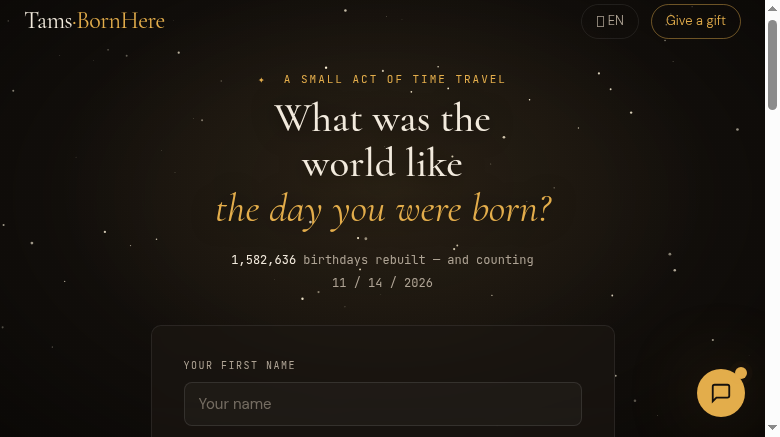 Tams·BornHere
EN
Give a gift
✦ A SMALL ACT OF TIME TRAVEL
What was the
world like
the day you were born?
1,582,636 birthdays rebuilt — and counting
11 / 14 / 2026
YOUR FIRST NAME
Your name